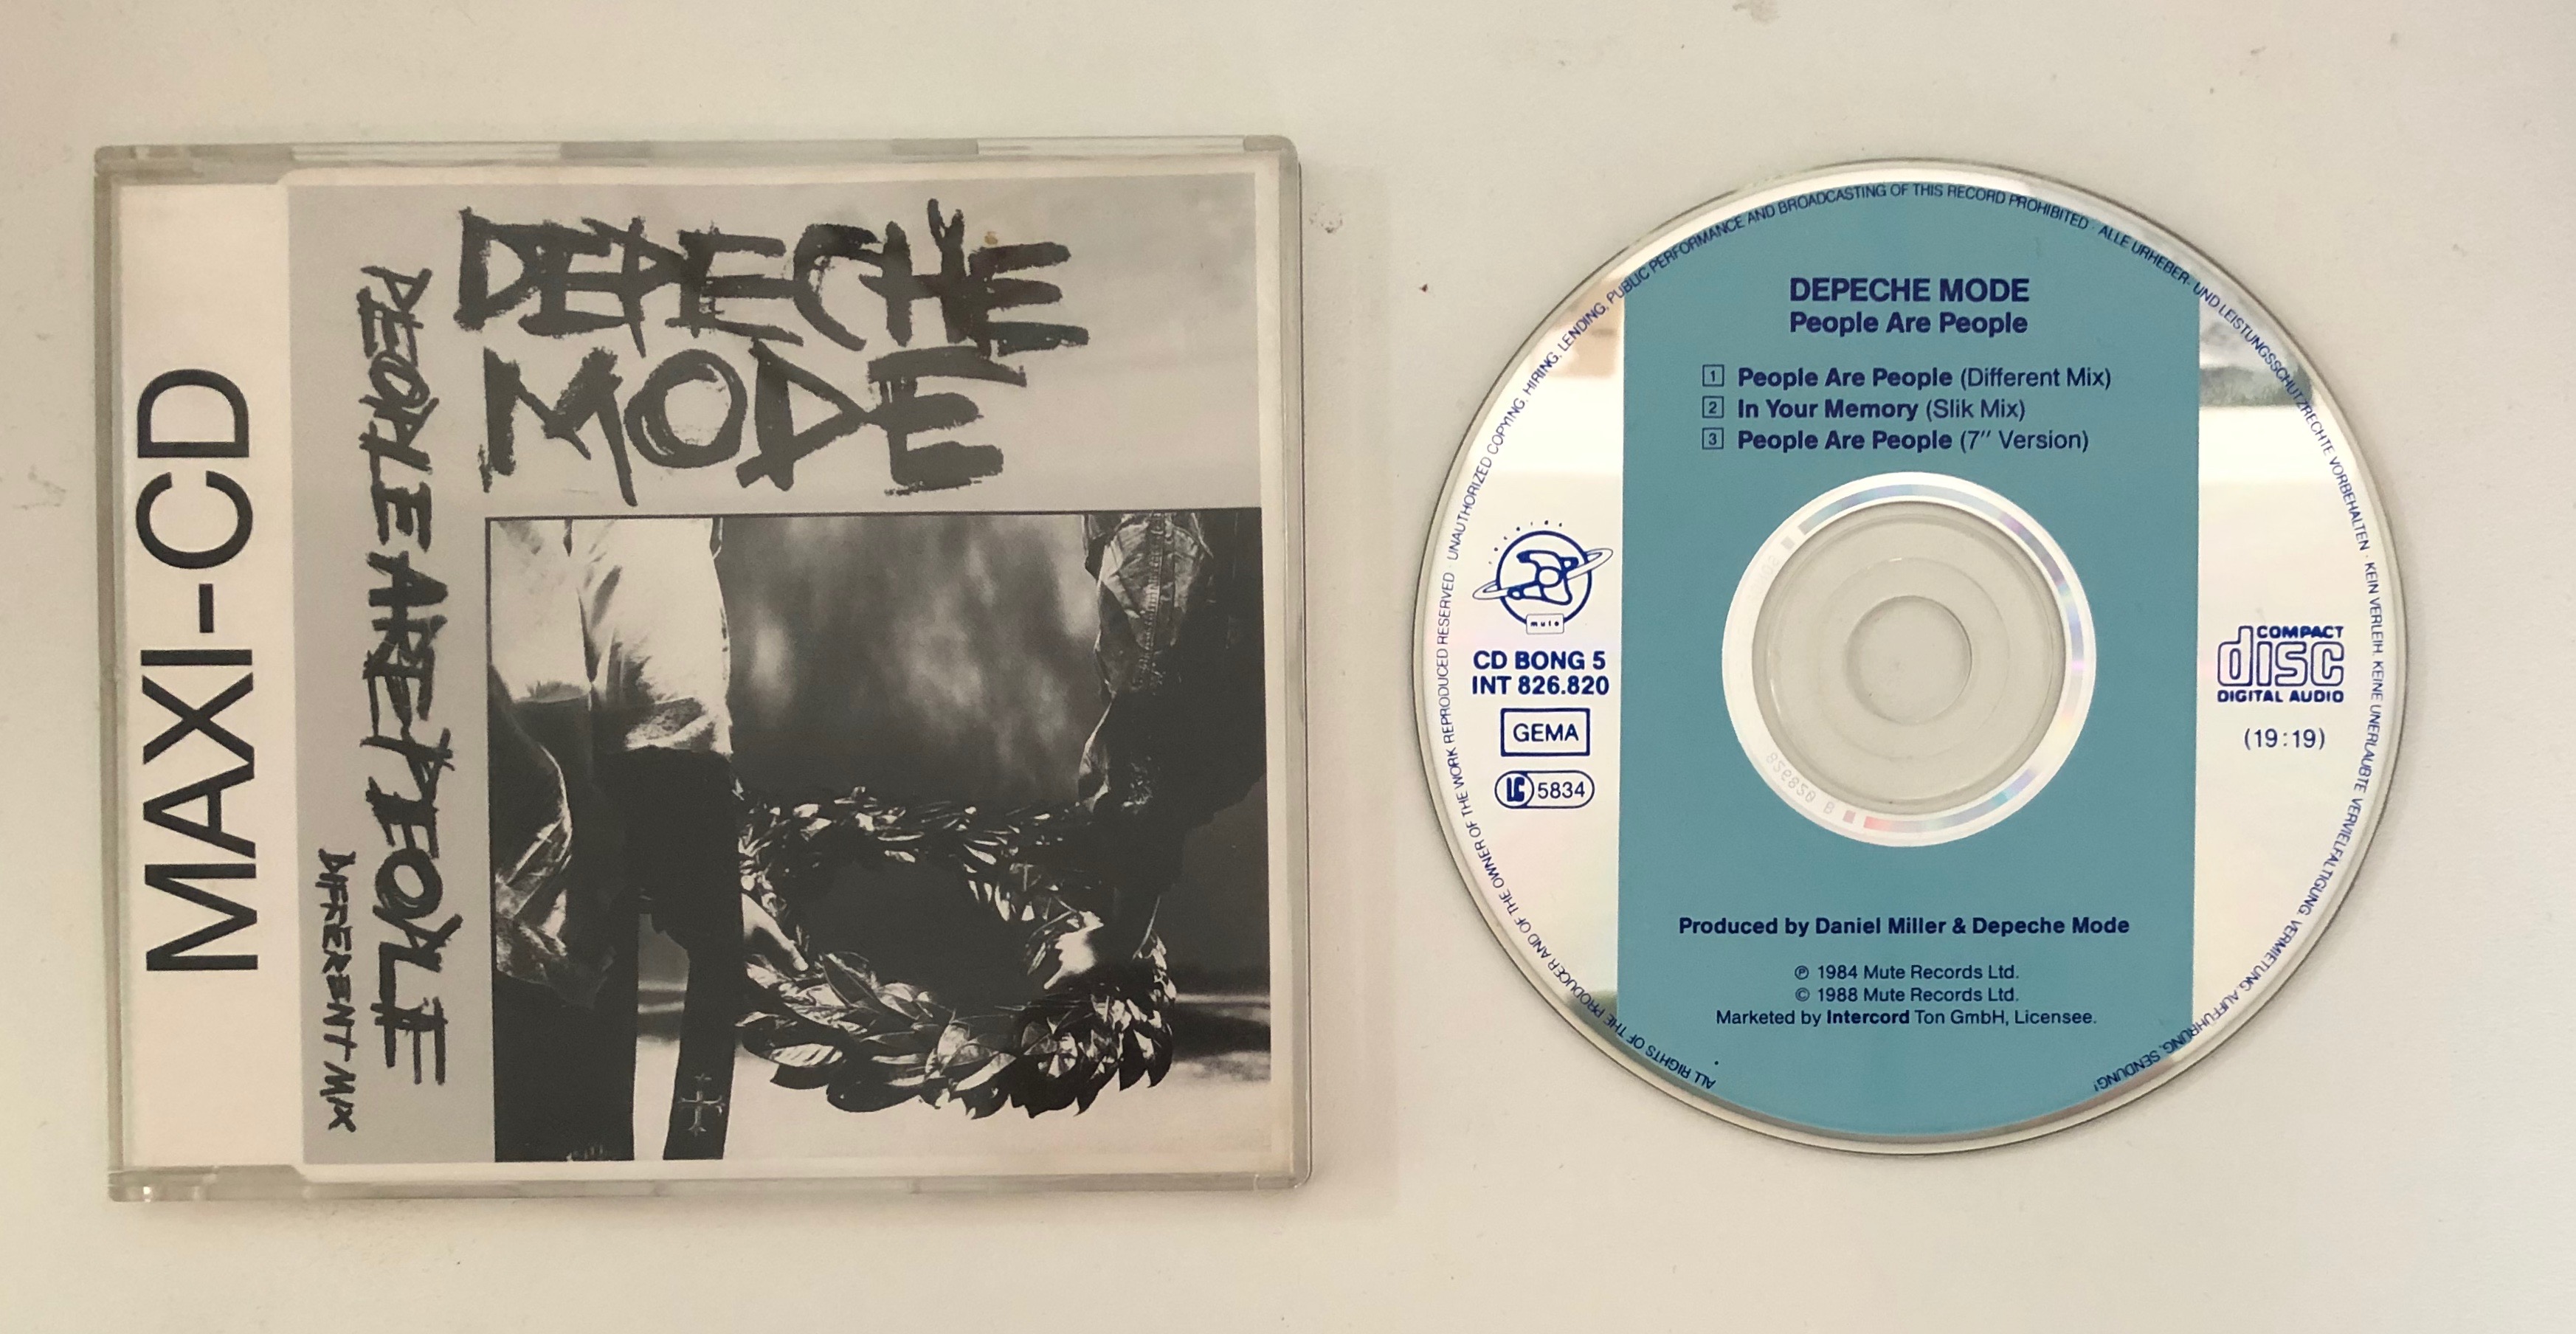 MAXI-CD
DEPECHE
MODE
PEOPLE ARE PEOPLE
DIFFERENT MIX
DEPECHE MODE
People Are People
1 People Are People (Different Mix)
2 In Your Memory (Slik Mix)
3 People Are People (7" Version)
mute
CD BONG 5
INT 826.820
GEMA
LC 5834
COMPACT
disc
DIGITAL AUDIO
(19:19)
Produced by Daniel Miller & Depeche Mode
℗ 1984 Mute Records Ltd.
© 1988 Mute Records Ltd.
Marketed by Intercord Ton GmbH, Licensee.
ALL RIGHTS OF THE PRODUCER AND OF THE OWNER OF THE WORK REPRODUCED RESERVED · UNAUTHORIZED COPYING, HIRING, LENDING, PUBLIC PERFORMANCE AND BROADCASTING OF THIS RECORD PROHIBITED · ALLE URHEBER- UND LEISTUNGSSCHUTZRECHTE VORBEHALTEN · KEIN VERLEIH. KEINE UNERLAUBTE VERVIELFÄLTIGUNG, VERMIETUNG, AUFFÜHRUNG, SENDUNG!